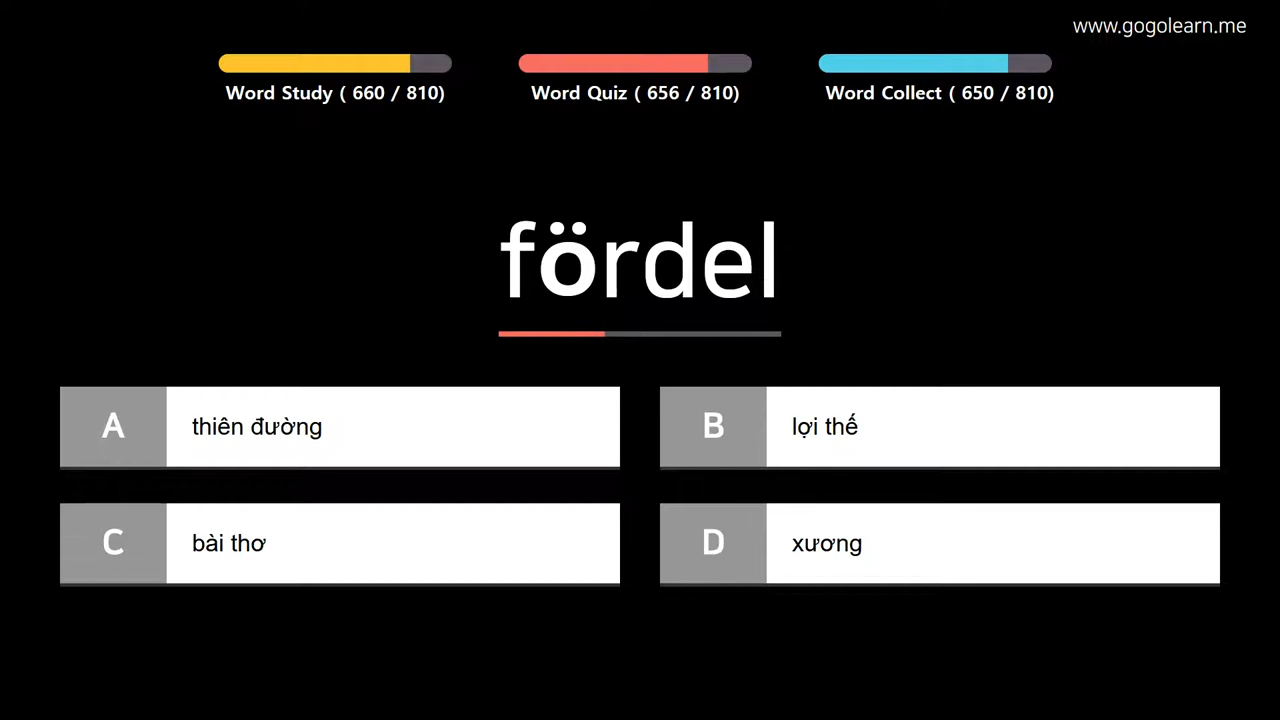 www.gogolearn.me
Word Study ( 660 / 810)
Word Quiz ( 656 / 810)
Word Collect ( 650 / 810)
fördel
A thiên đường
B lợi thế
C bài thơ
D xương